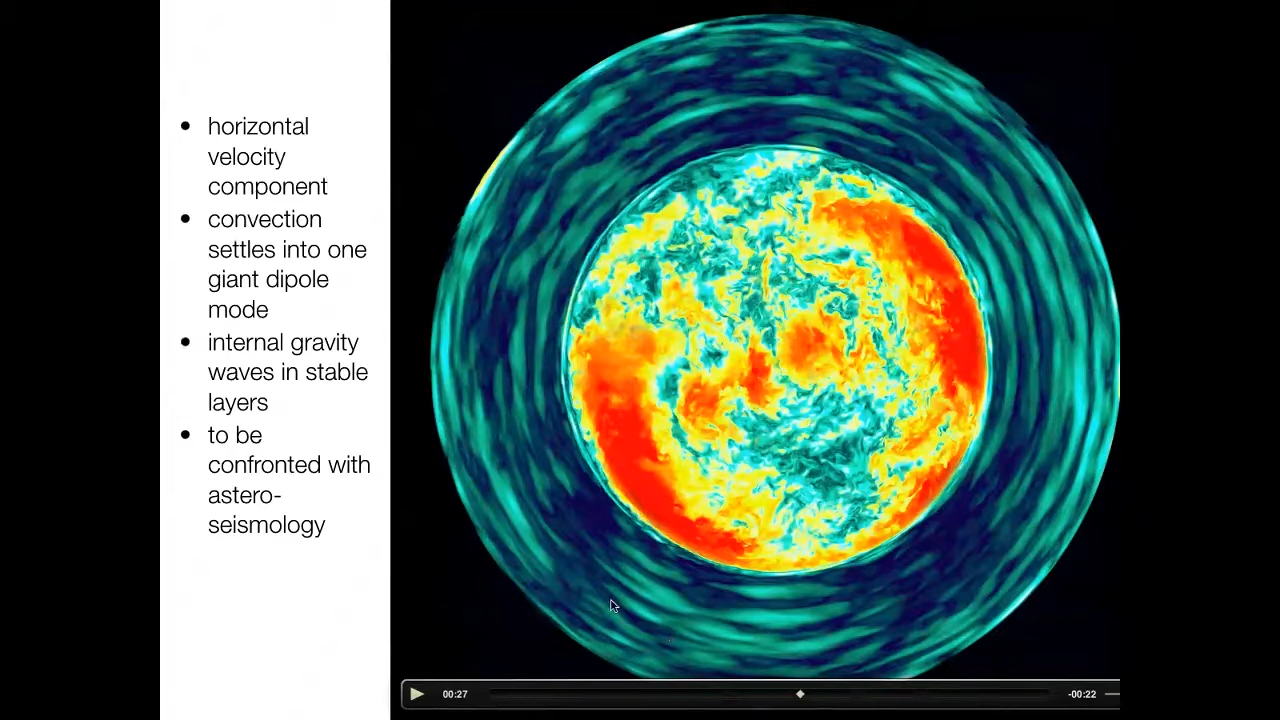 • horizontal
velocity
component
• convection
settles into one
giant dipole
mode
• internal gravity
waves in stable
layers
• to be
confronted with
astero-
seismology
00:27
-00:22